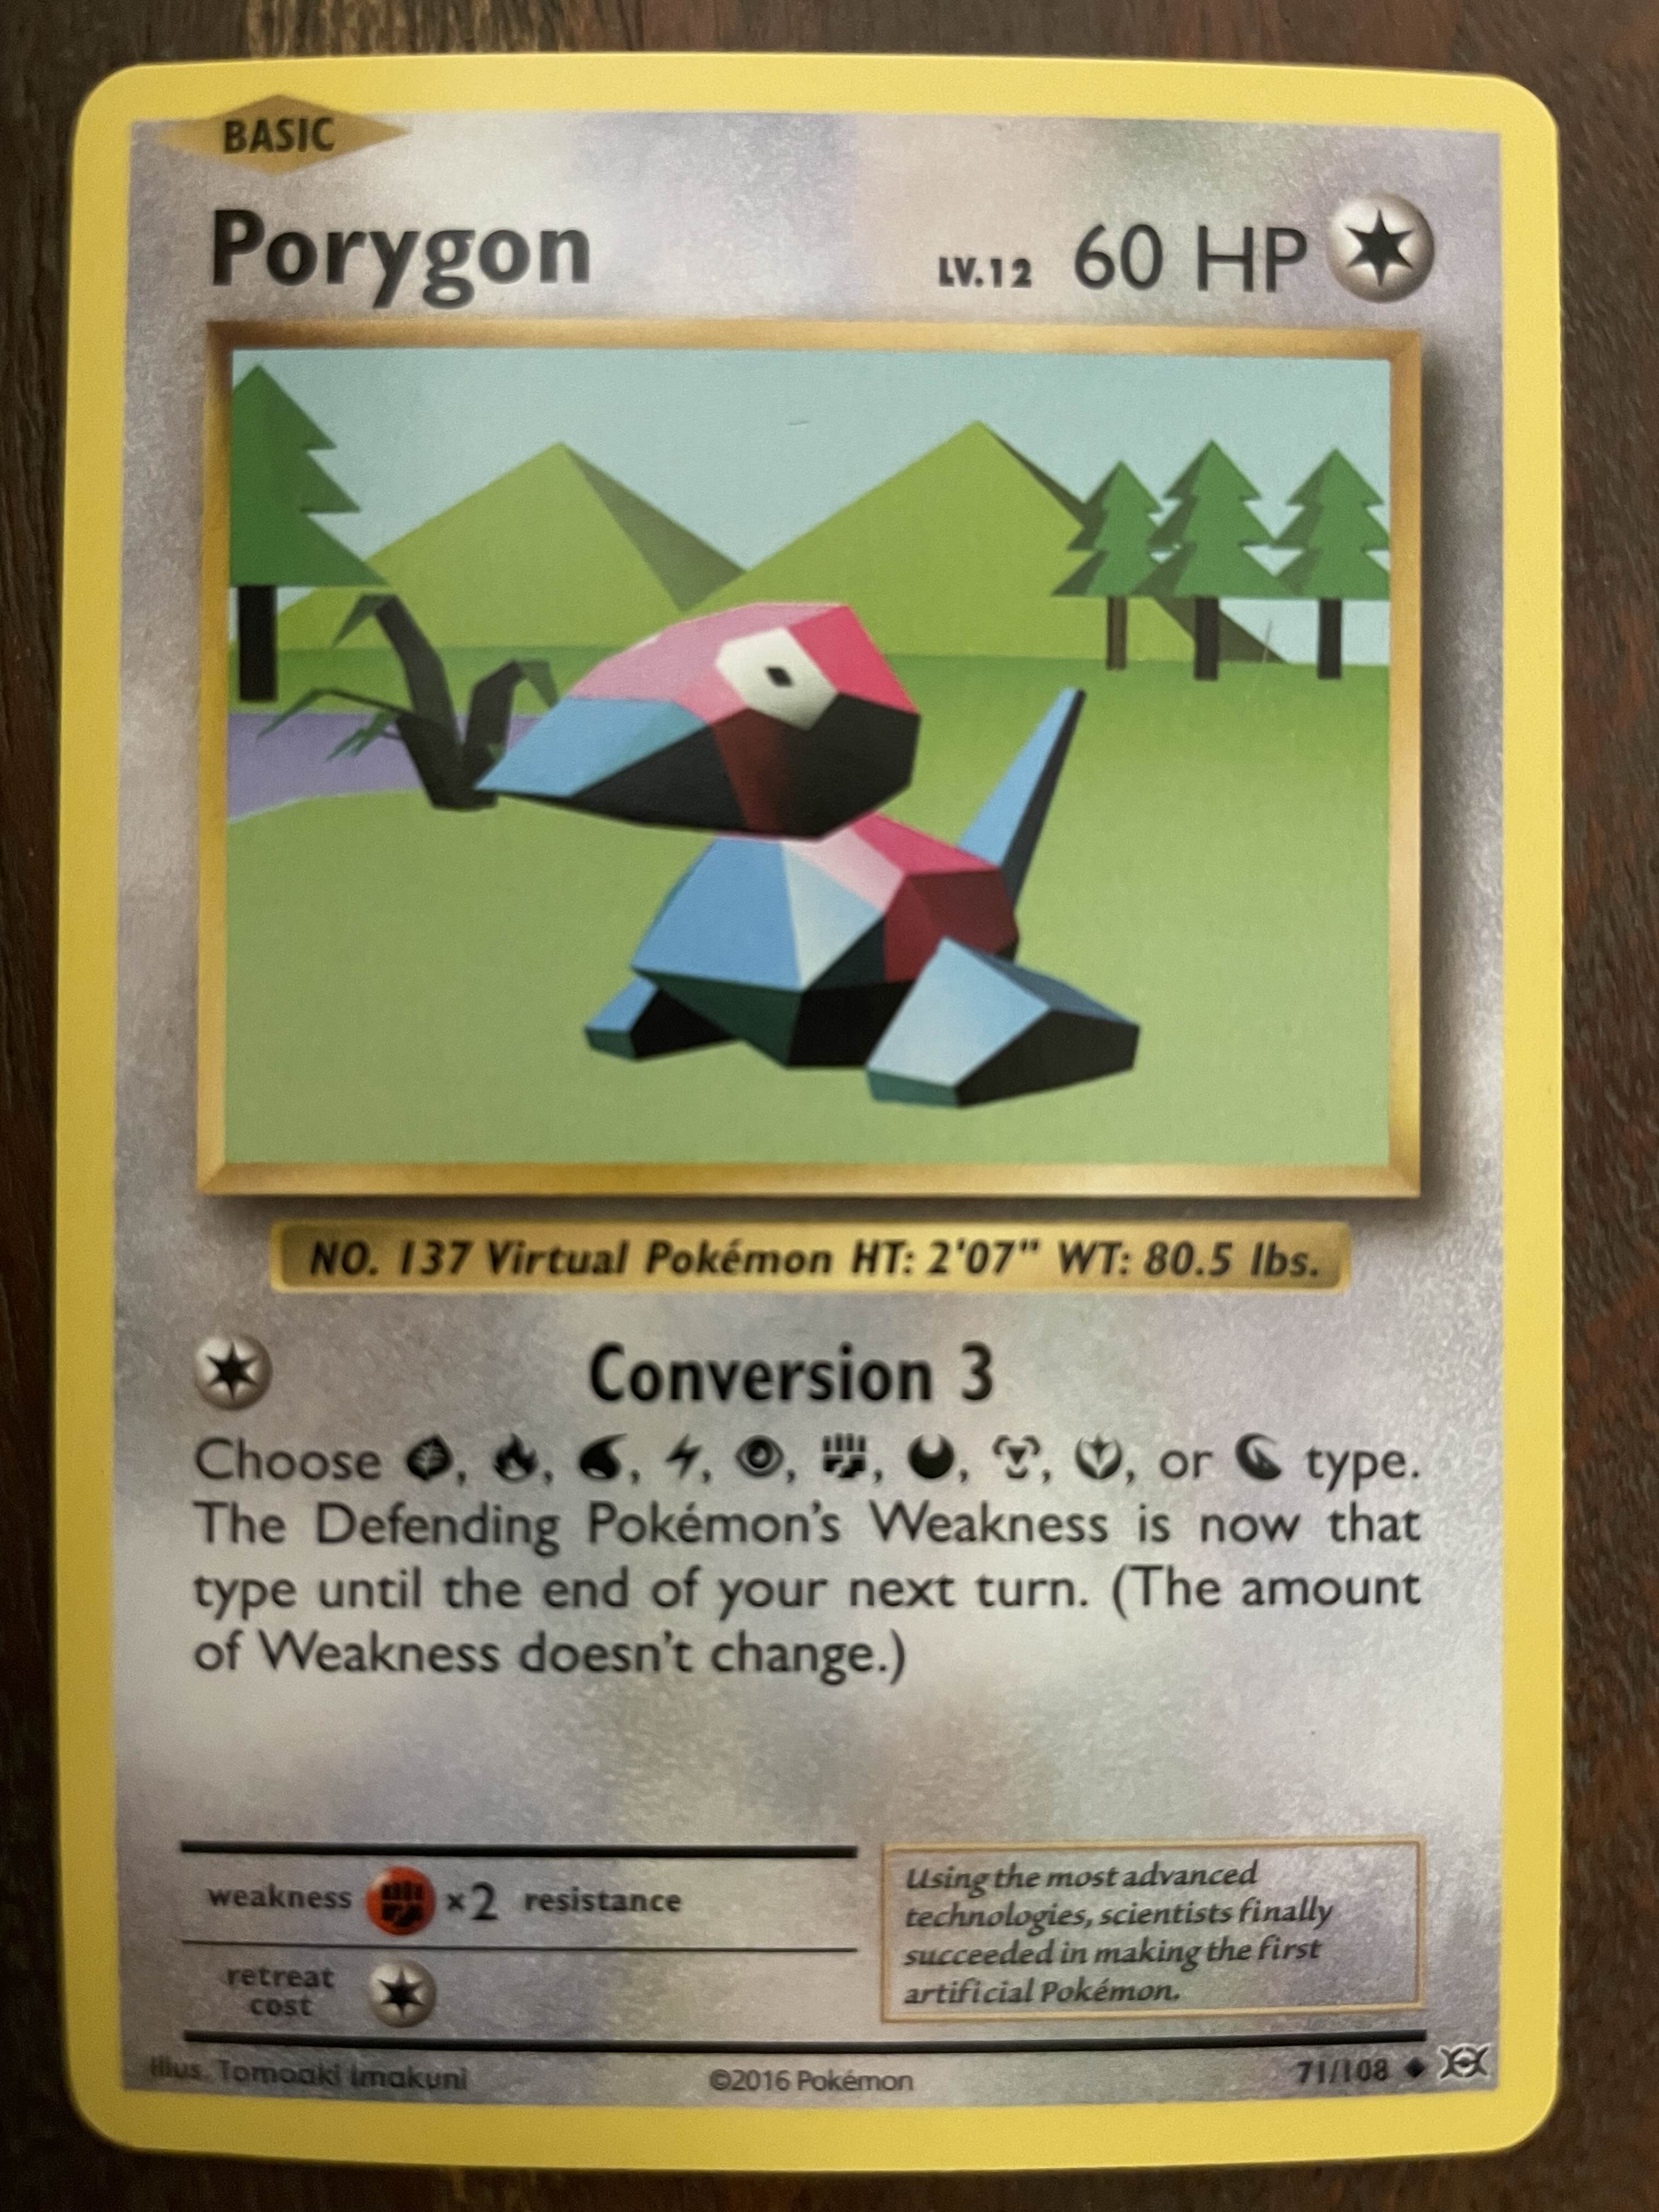 BASIC
Porygon LV.12 60 HP
NO. 137 Virtual Pokémon HT: 2'07" WT: 80.5 lbs.
Conversion 3
Choose , , , , , , , , , or type.
The Defending Pokémon's Weakness is now that
type until the end of your next turn. (The amount
of Weakness doesn't change.)
weakness ×2 resistance
retreat
cost
Using the most advanced
technologies, scientists finally
succeeded in making the first
artificial Pokémon.
Illus. Tomoaki Imakuni
©2016 Pokémon
71/108